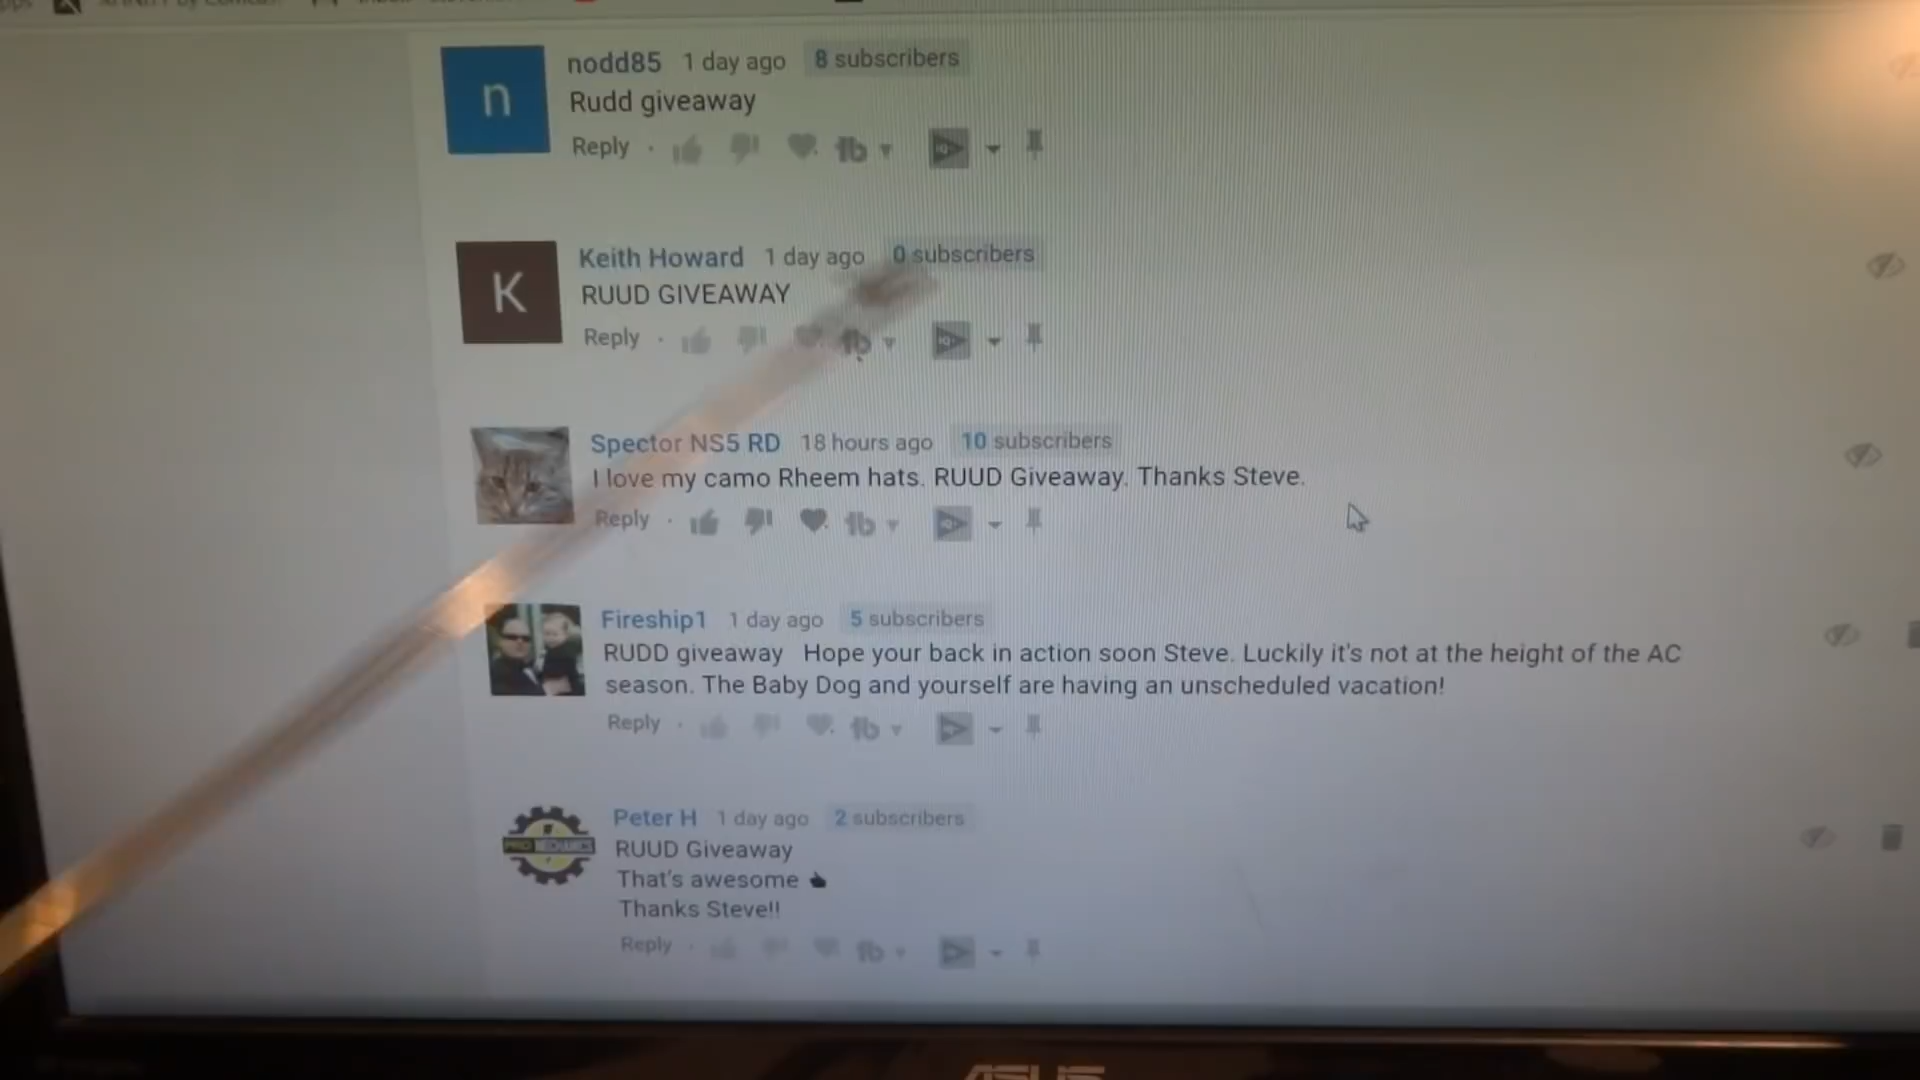 nodd85 1 day ago 8 subscribers
n
Rudd giveaway
Reply
Keith Howard 1 day ago 0 subscribers
K
RUUD GIVEAWAY
Reply
Spector NS5 RD 18 hours ago 10 subscribers
I love my camo Rheem hats. RUUD Giveaway. Thanks Steve.
Reply
Fireship1 1 day ago 5 subscribers
RUDD giveaway Hope your back in action soon Steve. Luckily it's not at the height of the AC
season. The Baby Dog and yourself are having an unscheduled vacation!
Reply
Peter H 1 day ago 2 subscribers
PRO MECHANICS
RUUD Giveaway
That's awesome
Thanks Steve!!
Reply
ASUS